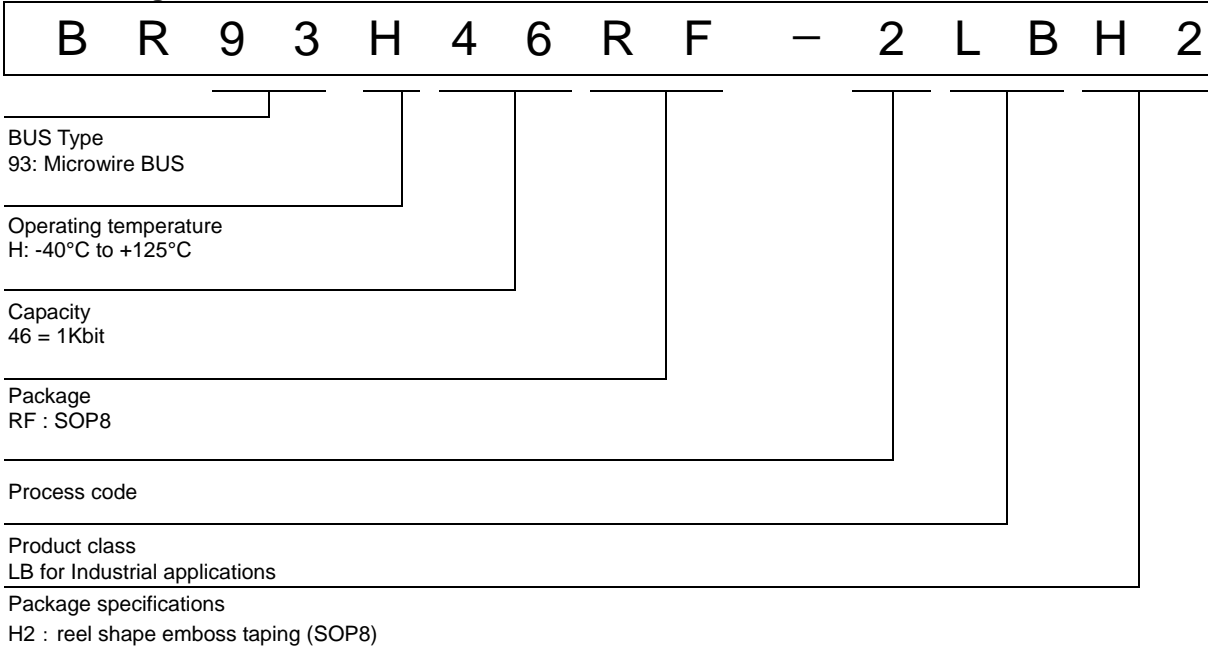 B R 9 3 H 4 6 R F － 2 L B H 2
BUS Type
93: Microwire BUS
Operating temperature
H: -40°C to +125°C
Capacity
46 = 1Kbit
Package
RF : SOP8
Process code
Product class
LB for Industrial applications
Package specifications
H2 : reel shape emboss taping (SOP8)